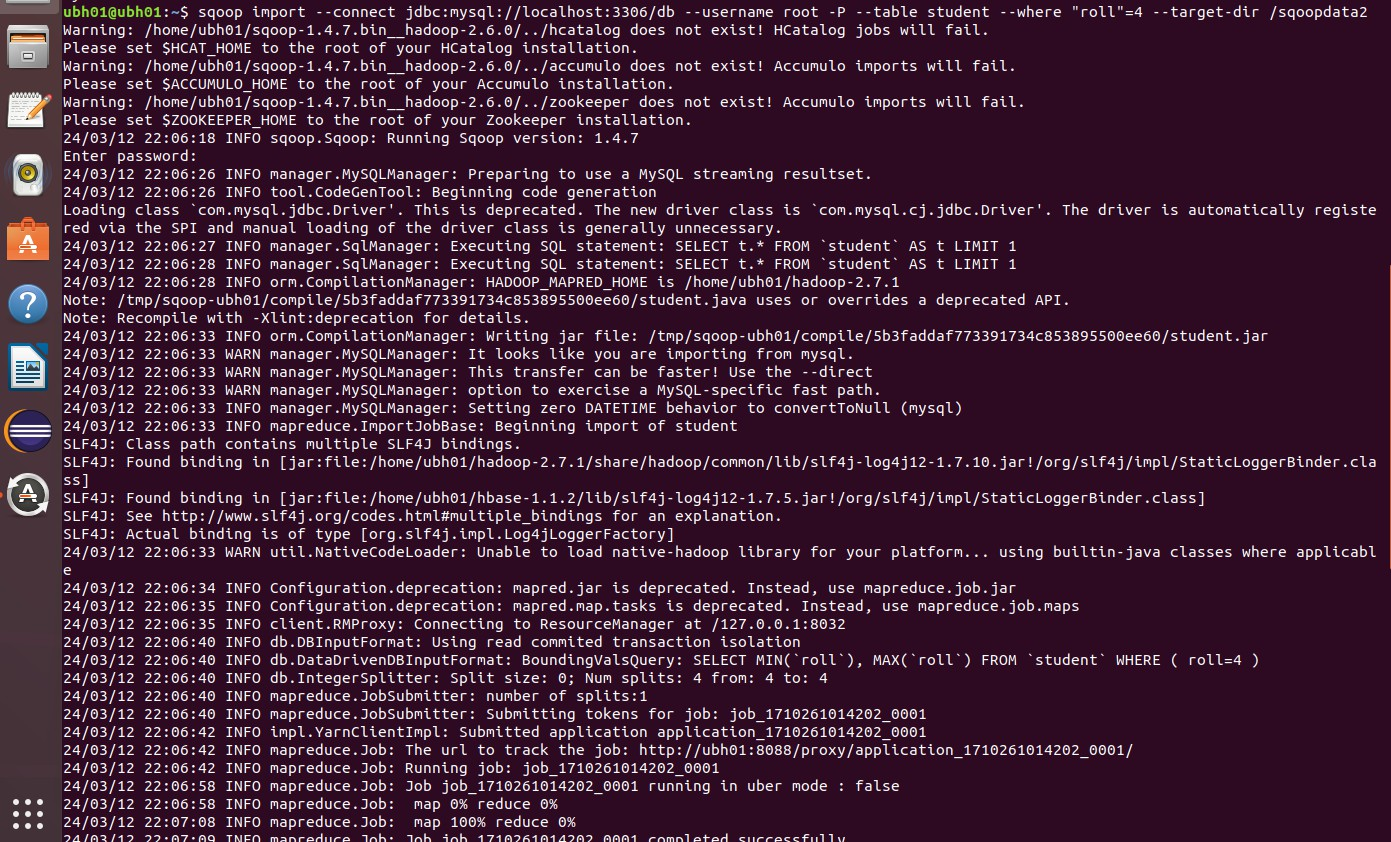 ubh01@ubh01:~$ sqoop import --connect jdbc:mysql://localhost:3306/db --username root -P --table student --where "roll"=4 --target-dir /sqoopdata2
Warning: /home/ubh01/sqoop-1.4.7.bin__hadoop-2.6.0/../hcatalog does not exist! HCatalog jobs will fail.
Please set $HCAT_HOME to the root of your HCatalog installation.
Warning: /home/ubh01/sqoop-1.4.7.bin__hadoop-2.6.0/../accumulo does not exist! Accumulo imports will fail.
Please set $ACCUMULO_HOME to the root of your Accumulo installation.
Warning: /home/ubh01/sqoop-1.4.7.bin__hadoop-2.6.0/../zookeeper does not exist! Accumulo imports will fail.
Please set $ZOOKEEPER_HOME to the root of your Zookeeper installation.
24/03/12 22:06:18 INFO sqoop.Sqoop: Running Sqoop version: 1.4.7
Enter password:
24/03/12 22:06:26 INFO manager.MySQLManager: Preparing to use a MySQL streaming resultset.
24/03/12 22:06:26 INFO tool.CodeGenTool: Beginning code generation
Loading class `com.mysql.jdbc.Driver'. This is deprecated. The new driver class is `com.mysql.cj.jdbc.Driver'. The driver is automatically registe
red via the SPI and manual loading of the driver class is generally unnecessary.
24/03/12 22:06:27 INFO manager.SqlManager: Executing SQL statement: SELECT t.* FROM `student` AS t LIMIT 1
24/03/12 22:06:28 INFO manager.SqlManager: Executing SQL statement: SELECT t.* FROM `student` AS t LIMIT 1
24/03/12 22:06:28 INFO orm.CompilationManager: HADOOP_MAPRED_HOME is /home/ubh01/hadoop-2.7.1
Note: /tmp/sqoop-ubh01/compile/5b3faddaf773391734c853895500ee60/student.java uses or overrides a deprecated API.
Note: Recompile with -Xlint:deprecation for details.
24/03/12 22:06:33 INFO orm.CompilationManager: Writing jar file: /tmp/sqoop-ubh01/compile/5b3faddaf773391734c853895500ee60/student.jar
24/03/12 22:06:33 WARN manager.MySQLManager: It looks like you are importing from mysql.
24/03/12 22:06:33 WARN manager.MySQLManager: This transfer can be faster! Use the --direct
24/03/12 22:06:33 WARN manager.MySQLManager: option to exercise a MySQL-specific fast path.
24/03/12 22:06:33 INFO manager.MySQLManager: Setting zero DATETIME behavior to convertToNull (mysql)
24/03/12 22:06:33 INFO mapreduce.ImportJobBase: Beginning import of student
SLF4J: Class path contains multiple SLF4J bindings.
SLF4J: Found binding in [jar:file:/home/ubh01/hadoop-2.7.1/share/hadoop/common/lib/slf4j-log4j12-1.7.10.jar!/org/slf4j/impl/StaticLoggerBinder.cla
ss]
SLF4J: Found binding in [jar:file:/home/ubh01/hbase-1.1.2/lib/slf4j-log4j12-1.7.5.jar!/org/slf4j/impl/StaticLoggerBinder.class]
SLF4J: See http://www.slf4j.org/codes.html#multiple_bindings for an explanation.
SLF4J: Actual binding is of type [org.slf4j.impl.Log4jLoggerFactory]
24/03/12 22:06:33 WARN util.NativeCodeLoader: Unable to load native-hadoop library for your platform... using builtin-java classes where applicabl
e
24/03/12 22:06:34 INFO Configuration.deprecation: mapred.jar is deprecated. Instead, use mapreduce.job.jar
24/03/12 22:06:35 INFO Configuration.deprecation: mapred.map.tasks is deprecated. Instead, use mapreduce.job.maps
24/03/12 22:06:35 INFO client.RMProxy: Connecting to ResourceManager at /127.0.0.1:8032
24/03/12 22:06:40 INFO db.DBInputFormat: Using read commited transaction isolation
24/03/12 22:06:40 INFO db.DataDrivenDBInputFormat: BoundingValsQuery: SELECT MIN(`roll`), MAX(`roll`) FROM `student` WHERE ( roll=4 )
24/03/12 22:06:40 INFO db.IntegerSplitter: Split size: 0; Num splits: 4 from: 4 to: 4
24/03/12 22:06:40 INFO mapreduce.JobSubmitter: number of splits:1
24/03/12 22:06:40 INFO mapreduce.JobSubmitter: Submitting tokens for job: job_1710261014202_0001
24/03/12 22:06:42 INFO impl.YarnClientImpl: Submitted application application_1710261014202_0001
24/03/12 22:06:42 INFO mapreduce.Job: The url to track the job: http://ubh01:8088/proxy/application_1710261014202_0001/
24/03/12 22:06:42 INFO mapreduce.Job: Running job: job_1710261014202_0001
24/03/12 22:06:58 INFO mapreduce.Job: Job job_1710261014202_0001 running in uber mode : false
24/03/12 22:06:58 INFO mapreduce.Job:  map 0% reduce 0%
24/03/12 22:07:08 INFO mapreduce.Job:  map 100% reduce 0%
24/03/12 22:07:09 INFO mapreduce.Job: Job job_1710261014202_0001 completed successfully